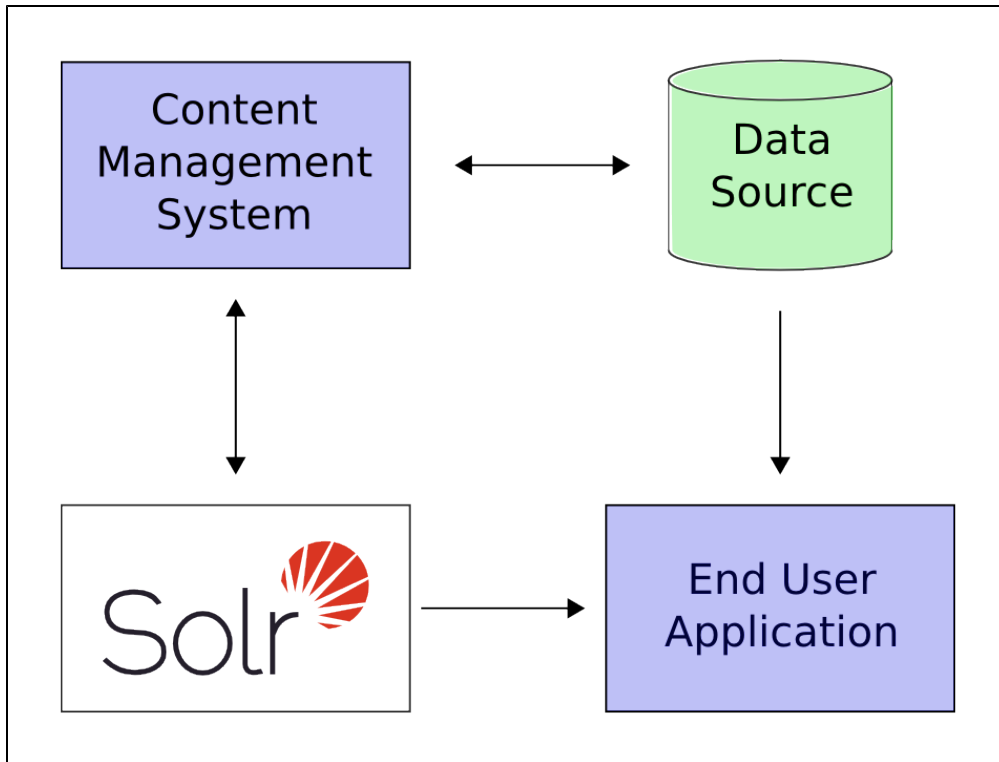 Content
Management
System
Data
Source
Solr
End User
Application